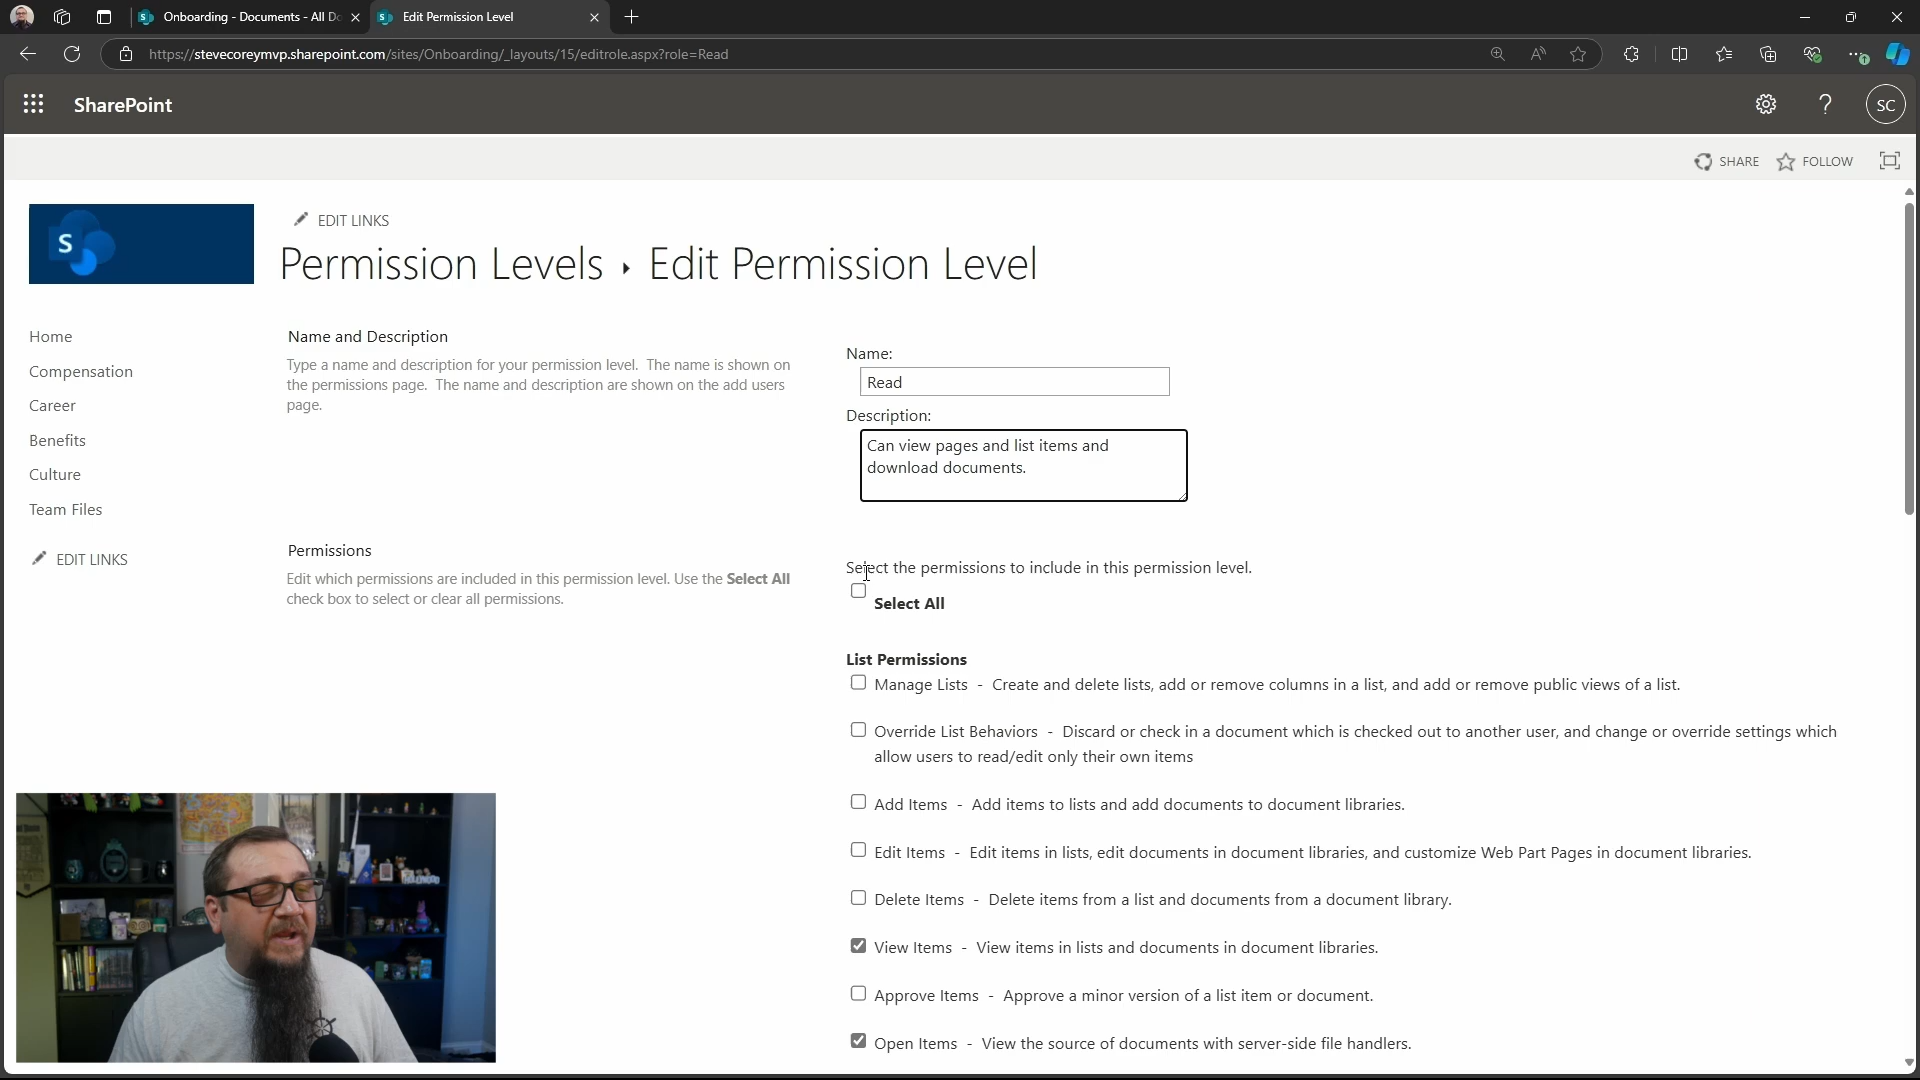 Onboarding - Documents - All Do
Edit Permission Level
https://stevecoreymvp.sharepoint.com/sites/Onboarding/_layouts/15/editrole.aspx?role=Read
SharePoint
SC
SHARE
FOLLOW
S
EDIT LINKS
Permission Levels ▸ Edit Permission Level
Home
Compensation
Career
Benefits
Culture
Team Files
EDIT LINKS
Name and Description
Type a name and description for your permission level. The name is shown on
the permissions page. The name and description are shown on the add users
page.
Name:
Read
Description:
Can view pages and list items and
download documents.
Permissions
Edit which permissions are included in this permission level. Use the Select All
check box to select or clear all permissions.
Select the permissions to include in this permission level.
Select All
List Permissions
Manage Lists - Create and delete lists, add or remove columns in a list, and add or remove public views of a list.
Override List Behaviors - Discard or check in a document which is checked out to another user, and change or override settings which
allow users to read/edit only their own items
Add Items - Add items to lists and add documents to document libraries.
Edit Items - Edit items in lists, edit documents in document libraries, and customize Web Part Pages in document libraries.
Delete Items - Delete items from a list and documents from a document library.
View Items - View items in lists and documents in document libraries.
Approve Items - Approve a minor version of a list item or document.
Open Items - View the source of documents with server-side file handlers.